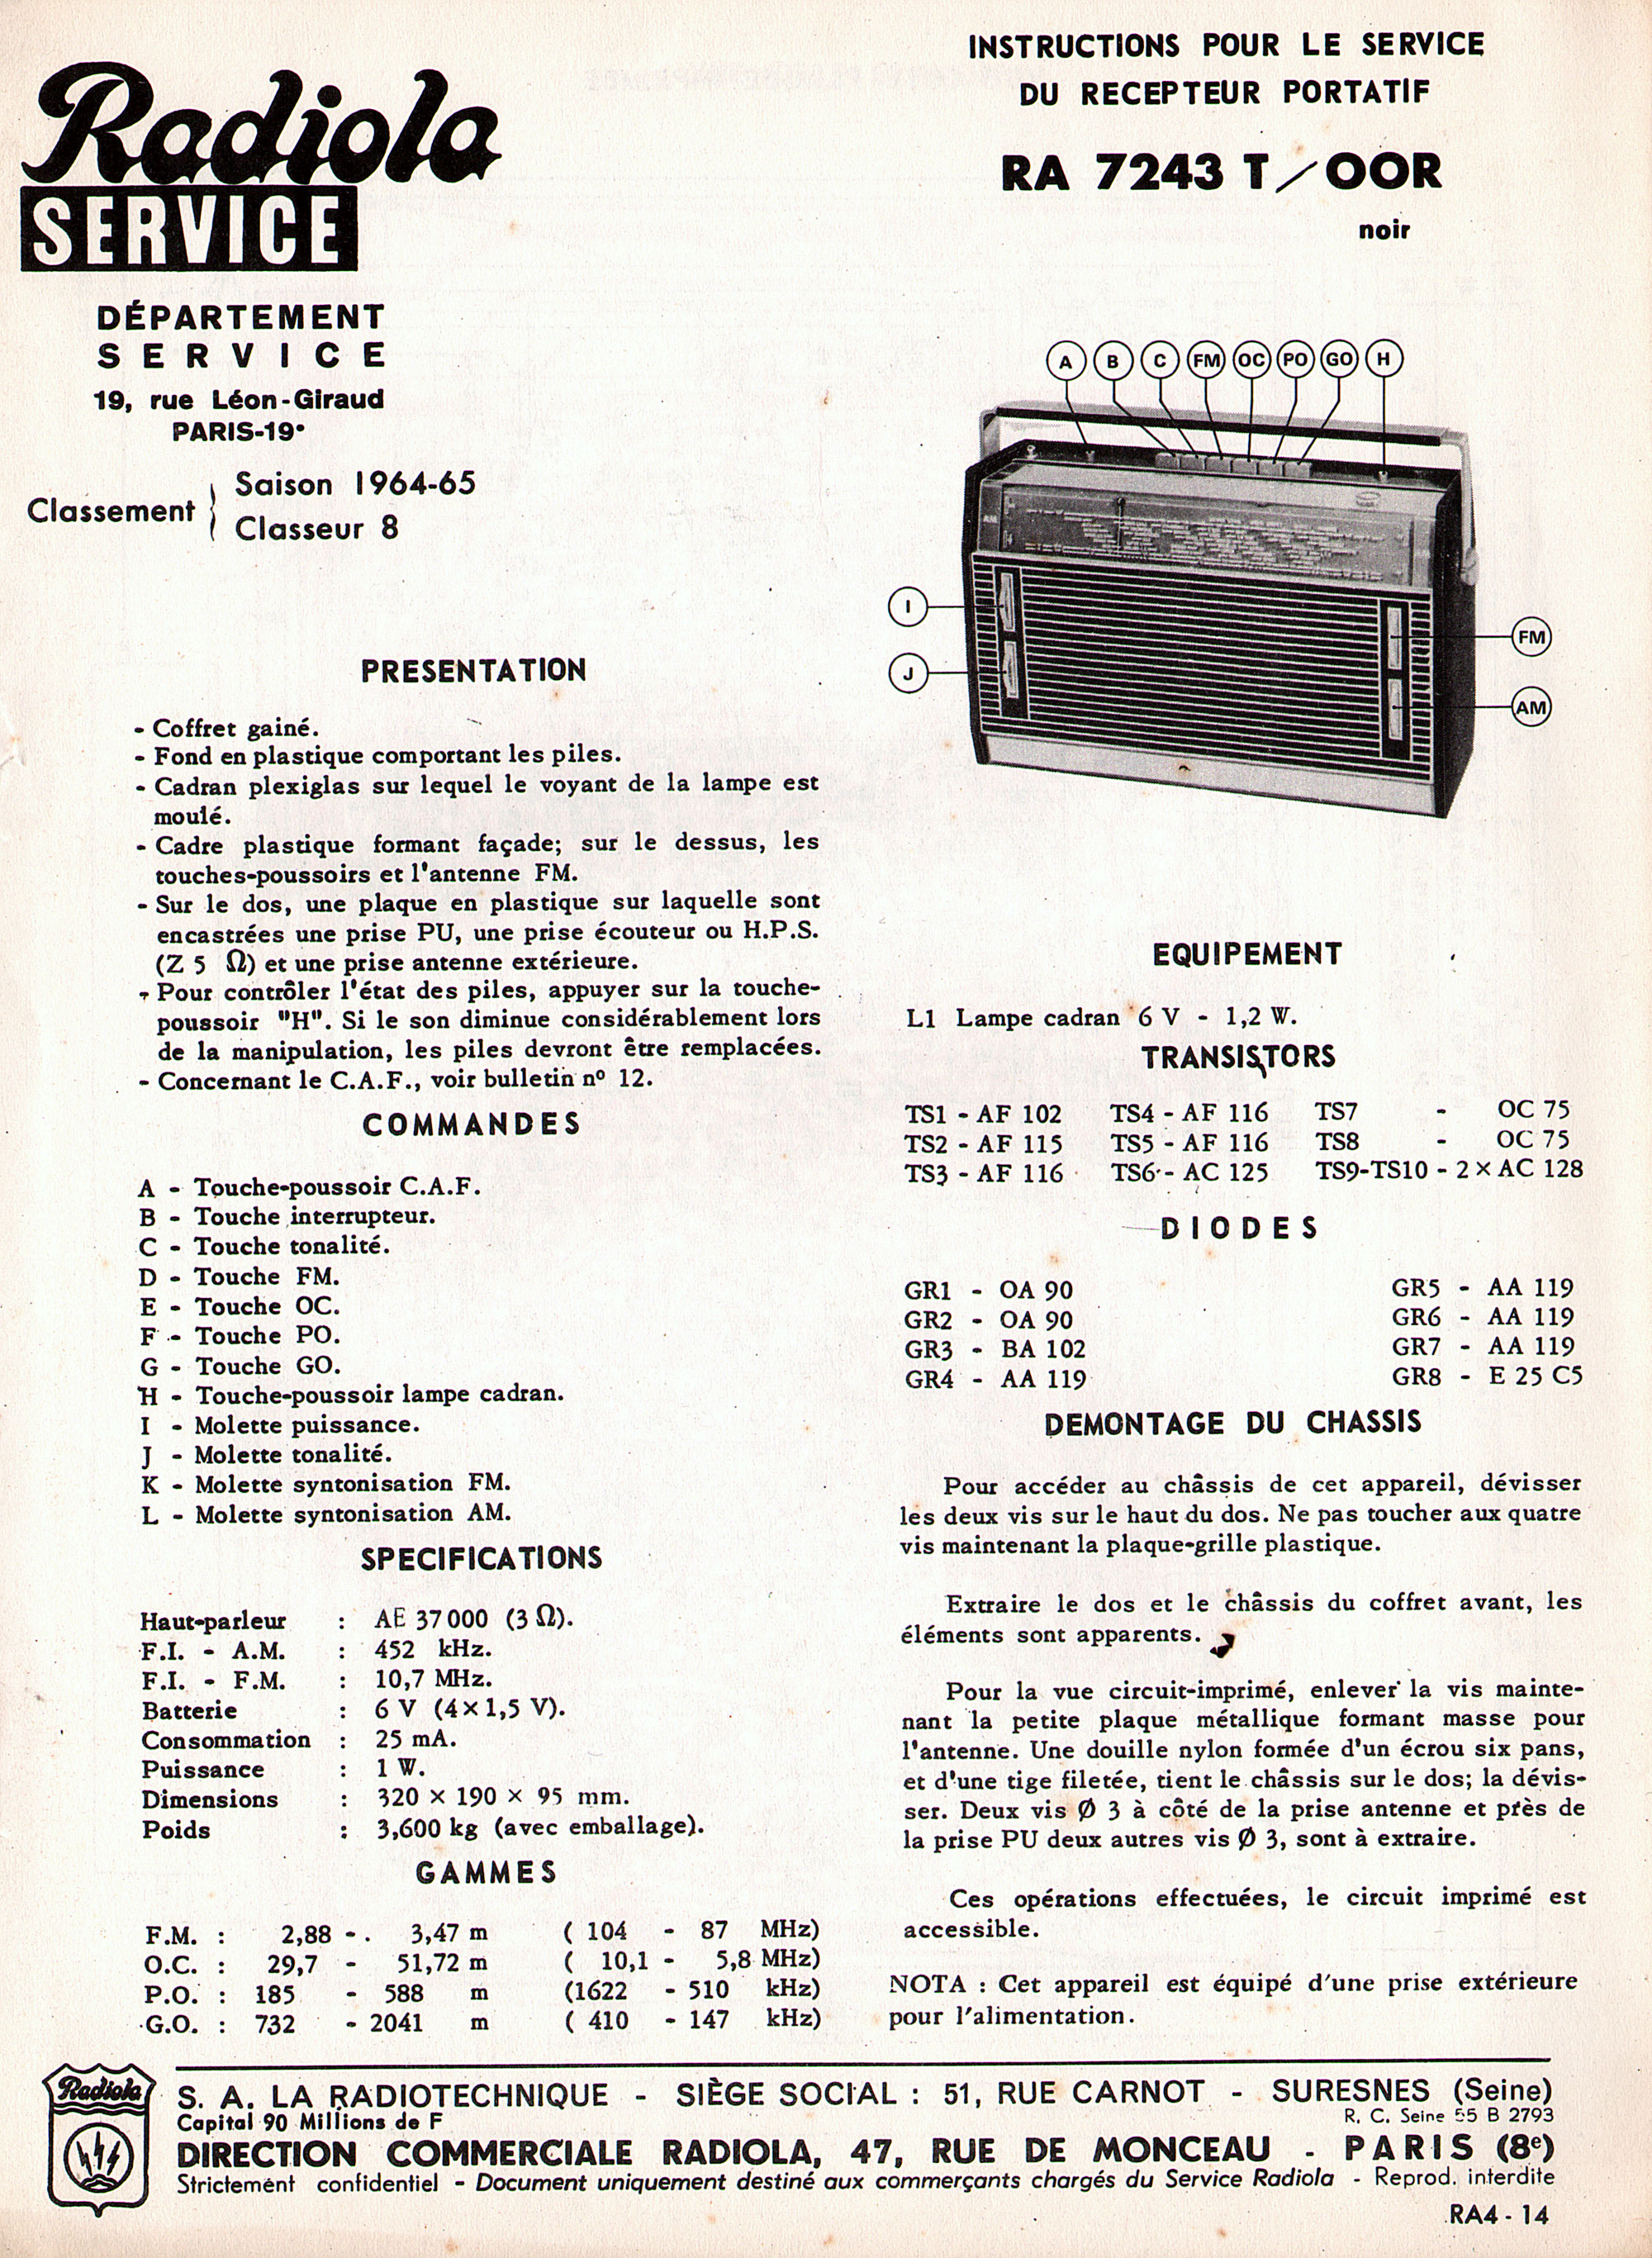 Radiola
SERVICE
DÉPARTEMENT
SERVICE
19, rue Léon-Giraud
PARIS-19e
Classement { Saison 1964-65
Classeur 8
INSTRUCTIONS POUR LE SERVICE
DU RECEPTEUR PORTATIF
RA 7243 T/OOR
noir
A B C FM OC PO GO H
I
J
FM
AM
PRESENTATION
- Coffret gainé.
- Fond en plastique comportant les piles.
- Cadran plexiglas sur lequel le voyant de la lampe est
moulé.
- Cadre plastique formant façade; sur le dessus, les
touches-poussoirs et l'antenne FM.
- Sur le dos, une plaque en plastique sur laquelle sont
encastrées une prise PU, une prise écouteur ou H.P.S.
(Z 5 Ω) et une prise antenne extérieure.
- Pour contrôler l'état des piles, appuyer sur la touche-
poussoir "H". Si le son diminue considérablement lors
de la manipulation, les piles devront être remplacées.
- Concernant le C.A.F., voir bulletin nº 12.
COMMANDES
A - Touche-poussoir C.A.F.
B - Touche interrupteur.
C - Touche tonalité.
D - Touche FM.
E - Touche OC.
F - Touche PO.
G - Touche GO.
H - Touche-poussoir lampe cadran.
I - Molette puissance.
J - Molette tonalité.
K - Molette syntonisation FM.
L - Molette syntonisation AM.
SPECIFICATIONS
Haut-parleur : AE 37000 (3 Ω).
F.I. - A.M. : 452 kHz.
F.I. - F.M. : 10,7 MHz.
Batterie : 6 V (4×1,5 V).
Consommation : 25 mA.
Puissance : 1 W.
Dimensions : 320 × 190 × 95 mm.
Poids : 3,600 kg (avec emballage).
GAMMES
F.M. : 2,88 - 3,47 m (104 - 87 MHz)
O.C. : 29,7 - 51,72 m (10,1 - 5,8 MHz)
P.O. : 185 - 588 m (1622 - 510 kHz)
G.O. : 732 - 2041 m (410 - 147 kHz)
EQUIPEMENT
L1 Lampe cadran 6 V - 1,2 W.
TRANSISTORS
TS1 - AF 102 TS4 - AF 116 TS7 - OC 75
TS2 - AF 115 TS5 - AF 116 TS8 - OC 75
TS3 - AF 116 TS6 - AC 125 TS9-TS10 - 2 × AC 128
DIODES
GR1 - OA 90 GR5 - AA 119
GR2 - OA 90 GR6 - AA 119
GR3 - BA 102 GR7 - AA 119
GR4 - AA 119 GR8 - E 25 C5
DEMONTAGE DU CHASSIS
Pour accéder au châssis de cet appareil, dévisser
les deux vis sur le haut du dos. Ne pas toucher aux quatre
vis maintenant la plaque-grille plastique.
Extraire le dos et le châssis du coffret avant, les
éléments sont apparents.
Pour la vue circuit-imprimé, enlever la vis mainte-
nant la petite plaque métallique formant masse pour
l'antenne. Une douille nylon formée d'un écrou six pans,
et d'une tige filetée, tient le châssis sur le dos; la dévis-
ser. Deux vis Ø 3 à côté de la prise antenne et près de
la prise PU deux autres vis Ø 3, sont à extraire.
Ces opérations effectuées, le circuit imprimé est
accessible.
NOTA : Cet appareil est équipé d'une prise extérieure
pour l'alimentation.
Radiola
S. A. LA RADIOTECHNIQUE - SIÈGE SOCIAL : 51, RUE CARNOT - SURESNES (Seine)
Capital 90 Millions de F R. C. Seine 55 B 2793
DIRECTION COMMERCIALE RADIOLA, 47, RUE DE MONCEAU - PARIS (8e)
Strictement confidentiel - Document uniquement destiné aux commerçants chargés du Service Radiola - Reprod. interdite
RA4 - 14